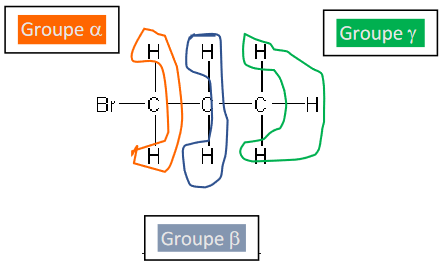 Groupe α
Groupe γ
H H H
Br C C C H
H H H
Groupe β